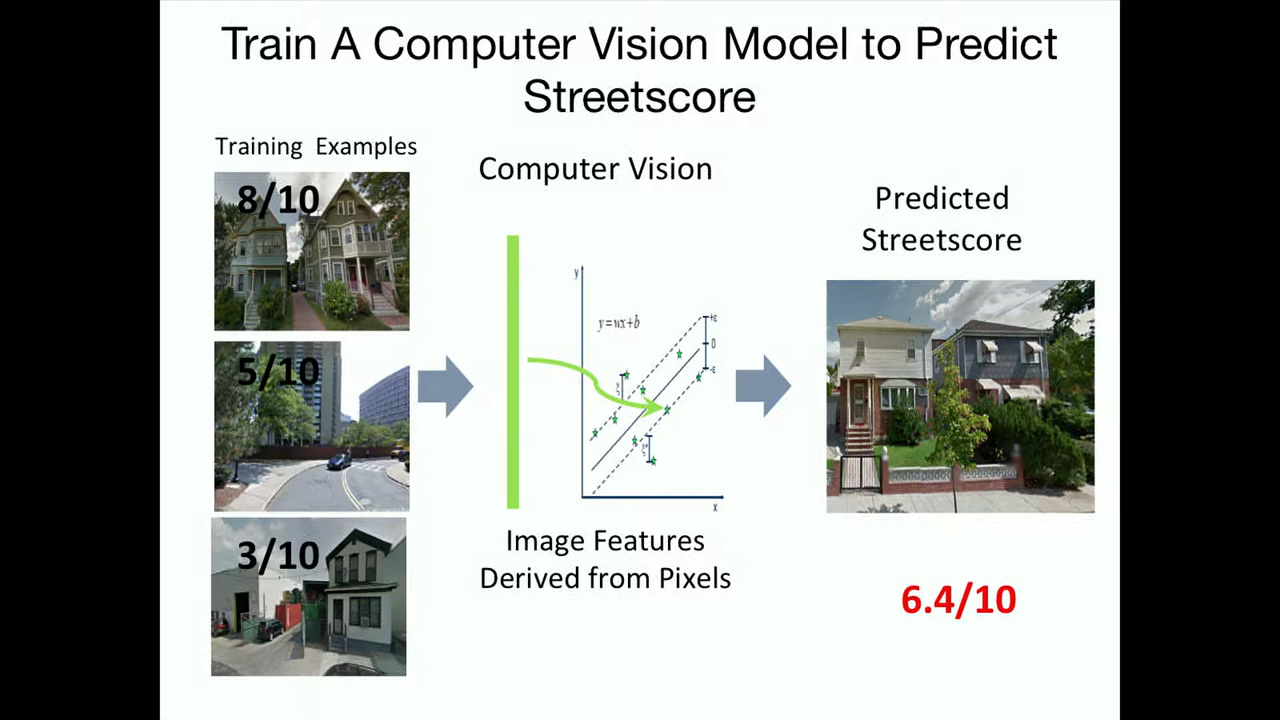 Train A Computer Vision Model to Predict
Streetscore
Training Examples
8/10
5/10
3/10
Computer Vision
y
y=wx+b
+ε
0
-ε
x
Image Features
Derived from Pixels
Predicted
Streetscore
6.4/10